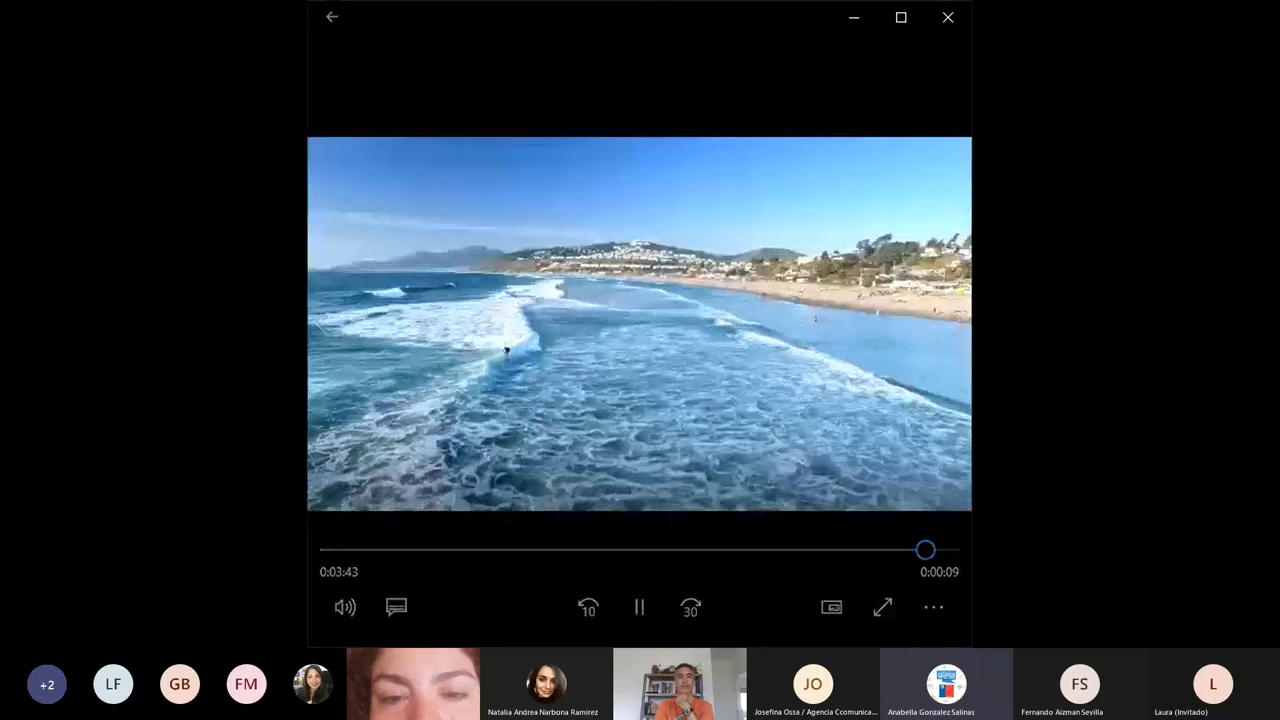 0:03:43
0:00:09
10
30
+2
LF
GB
FM
JO
FS
L
Natalia Andrea Narbona Ramirez
Josefina Ossa / Agencia Ccomunica...
Anabella Gonzalez Salinas
Fernando Aizman Sevilla
Laura (Invitado)